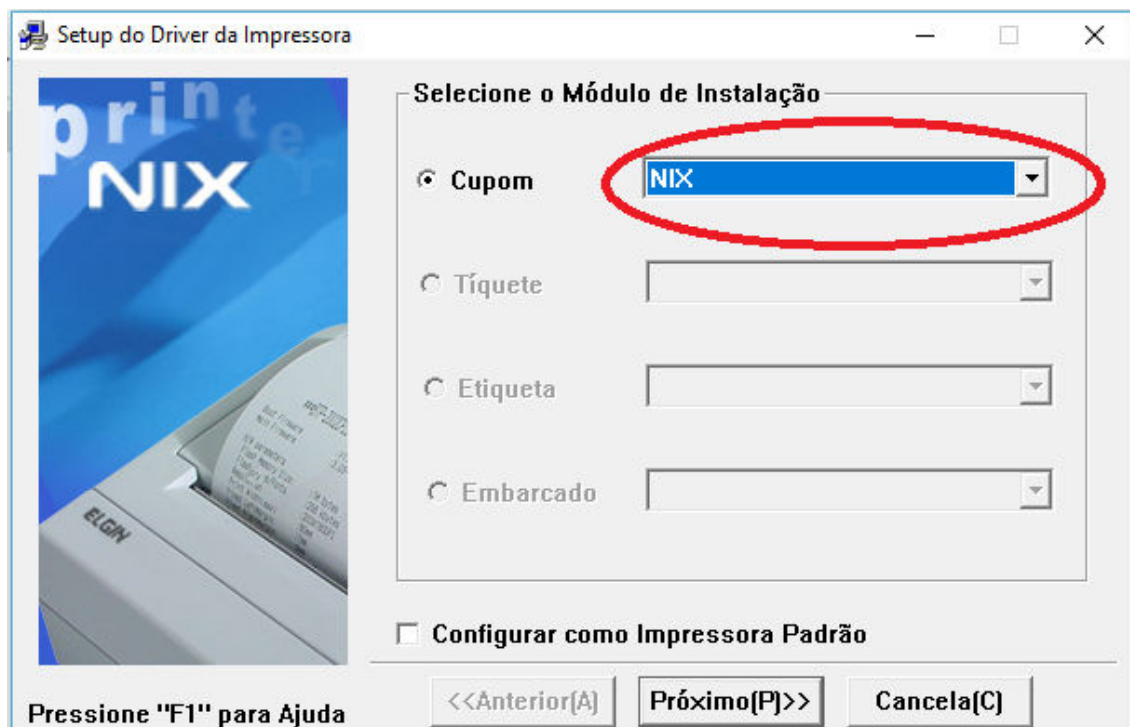 Setup do Driver da Impressora
printer
NIX
ELGIN
Selecione o Módulo de Instalação
Cupom
NIX
Tíquete
Etiqueta
Embarcado
Configurar como Impressora Padrão
<<Anterior(A)
Próximo(P)>>
Cancela(C)
Pressione "F1" para Ajuda